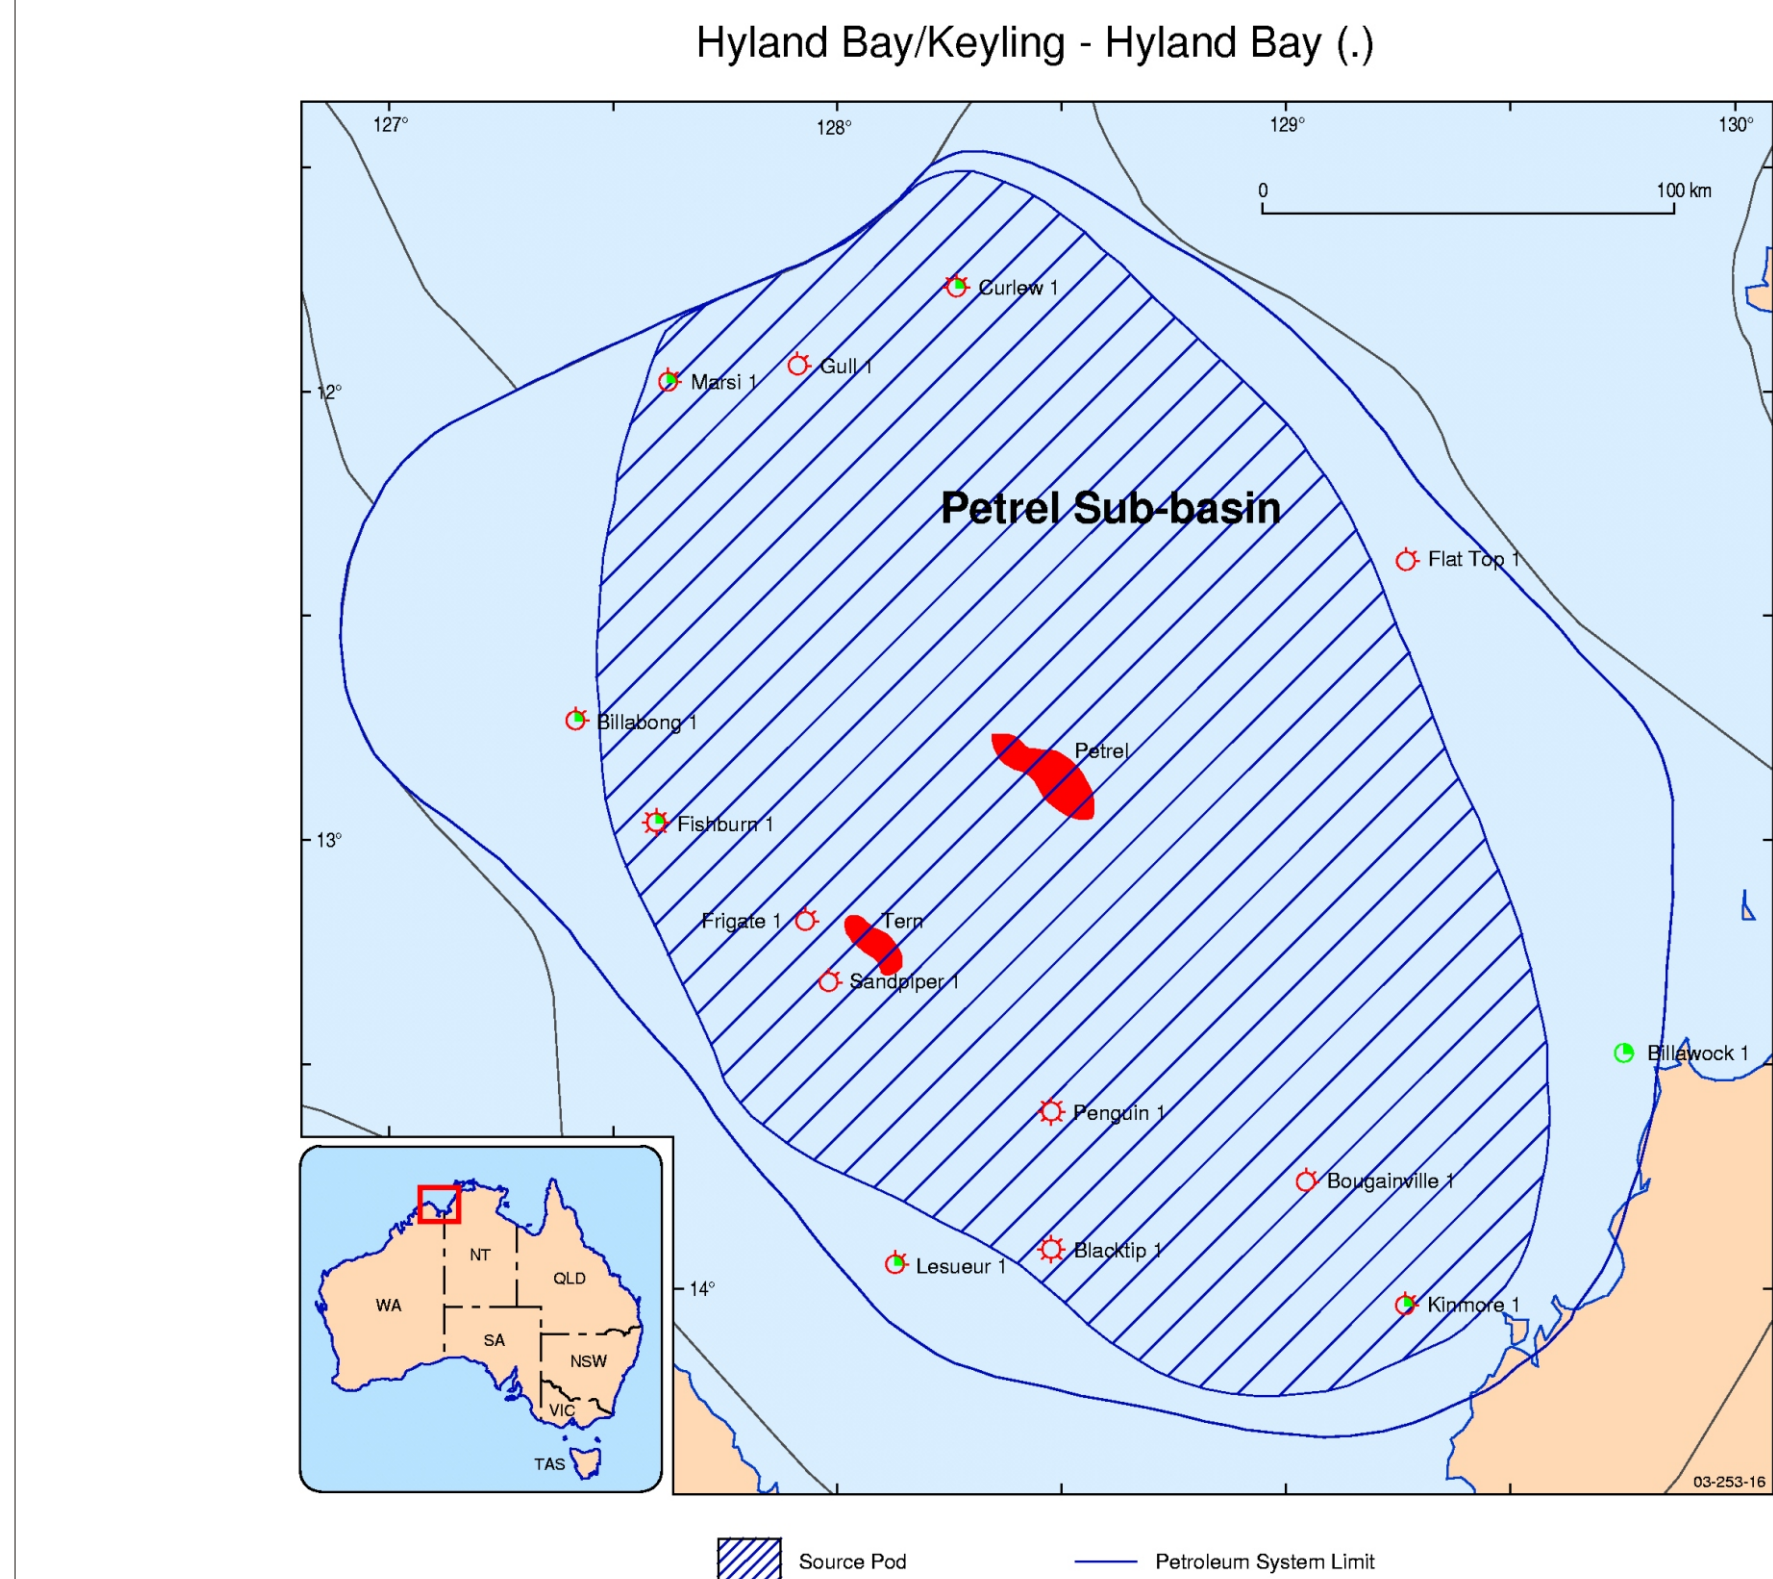 Hyland Bay/Keyling - Hyland Bay (.)
127°
128°
129°
130°
0
100 km
Curlew 1
Gull 1
Marsi 1
12°
Petrel Sub-basin
Flat Top 1
Billabong 1
Petrel
Fishburn 1
13°
Frigate 1
Tern
Sandpiper 1
Billawock 1
Penguin 1
Bougainville 1
Blacktip 1
Lesueur 1
14°
Kinmore 1
NT
QLD
WA
SA
NSW
VIC
TAS
03-253-16
Source Pod
Petroleum System Limit